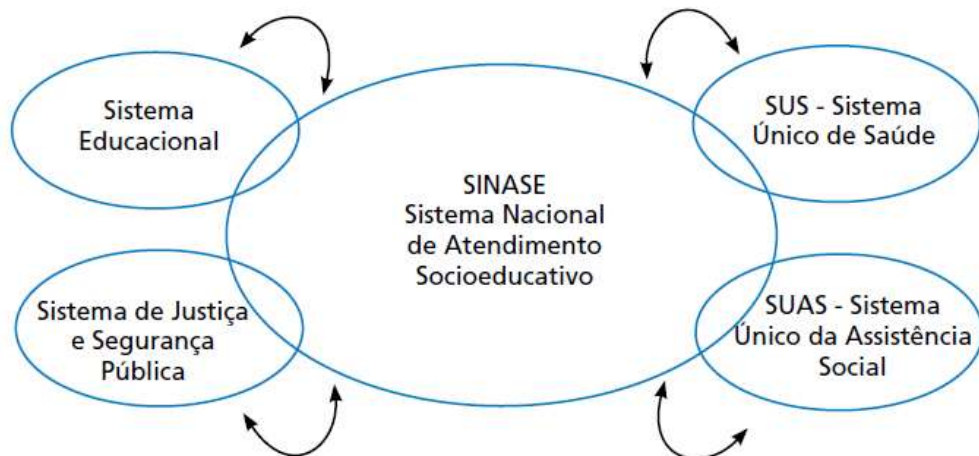 Sistema
Educacional
SUS - Sistema
Único de Saúde
SINASE
Sistema Nacional
de Atendimento
Socioeducativo
Sistema de Justiça
e Segurança
Pública
SUAS - Sistema
Único da Assistência
Social